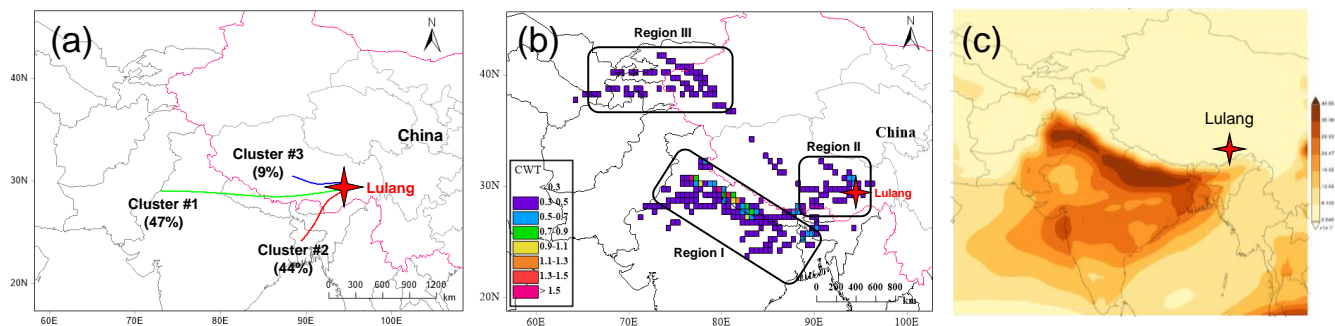 (a)
N
40N
30N
20N
60E
70E
80E
90E
100E
China
Cluster #3
(9%)
Lulang
Cluster #1
(47%)
Cluster #2
(44%)
0 300 600 900 1200
km
(b)
N
40N
30N
20N
60E
70E
80E
90E
100E
Region III
China
Region II
Lulang
Region I
CWT
< 0.3
0.3-0.5
0.5-0.7
0.7-0.9
0.9-1.1
1.1-1.3
1.3-1.5
> 1.5
0 200 400 600 800
km
(c)
Lulang